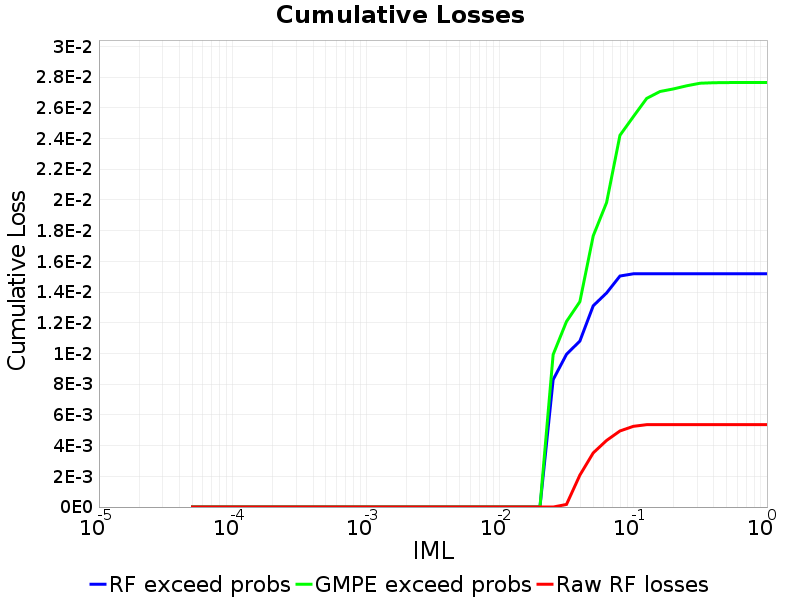 Cumulative Losses
Cumulative Loss
3E-2
2.8E-2
2.6E-2
2.4E-2
2.2E-2
2E-2
1.8E-2
1.6E-2
1.4E-2
1.2E-2
1E-2
8E-3
6E-3
4E-3
2E-3
0E0
10^-5 10^-4 10^-3 10^-2 10^-1 10^0
IML
RF exceed probs GMPE exceed probs Raw RF losses